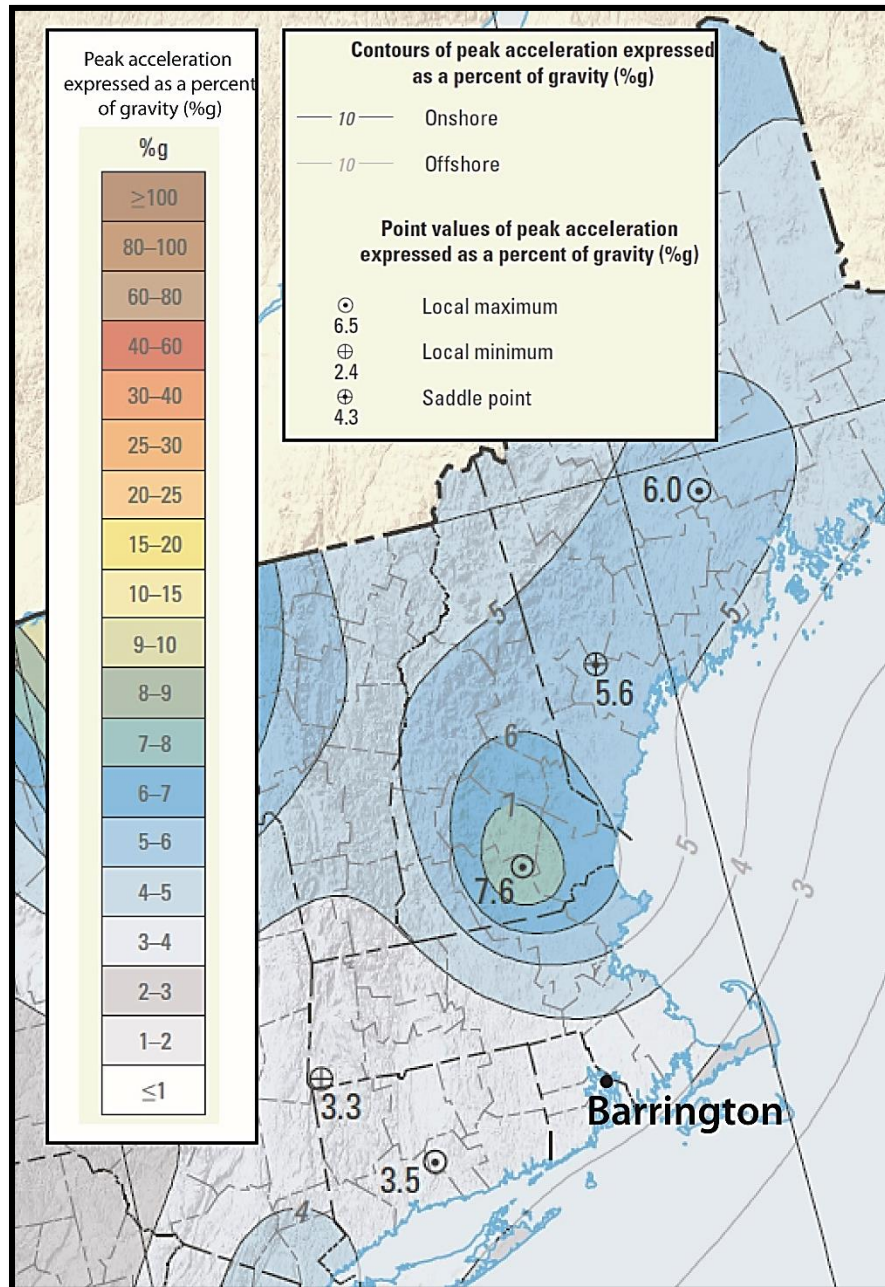 Peak acceleration
expressed as a percent
of gravity (%g)
%g
≥100
80–100
60–80
40–60
30–40
25–30
20–25
15–20
10–15
9–10
8–9
7–8
6–7
5–6
4–5
3–4
2–3
1–2
≤1
Contours of peak acceleration expressed
as a percent of gravity (%g)
10 Onshore
10 Offshore
Point values of peak acceleration
expressed as a percent of gravity (%g)
6.5 Local maximum
2.4 Local minimum
4.3 Saddle point
6.0
5
5
5.6
6
7
7.6
5
4
3
3.3
Barrington
3.5
4